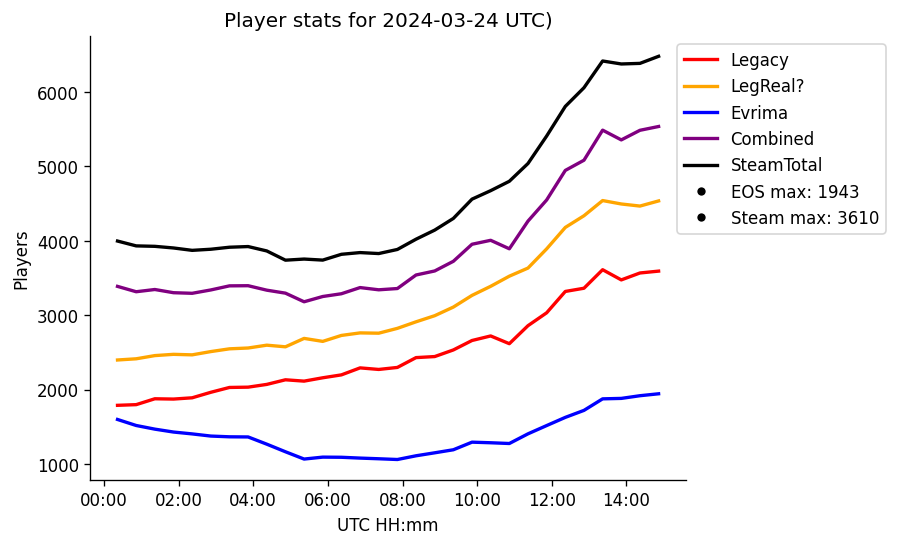 Player stats for 2024-03-24 UTC)
Legacy
LegReal?
Evrima
Combined
SteamTotal
EOS max: 1943
Steam max: 3610
Players
6000
5000
4000
3000
2000
1000
00:00 02:00 04:00 06:00 08:00 10:00 12:00 14:00
UTC HH:mm